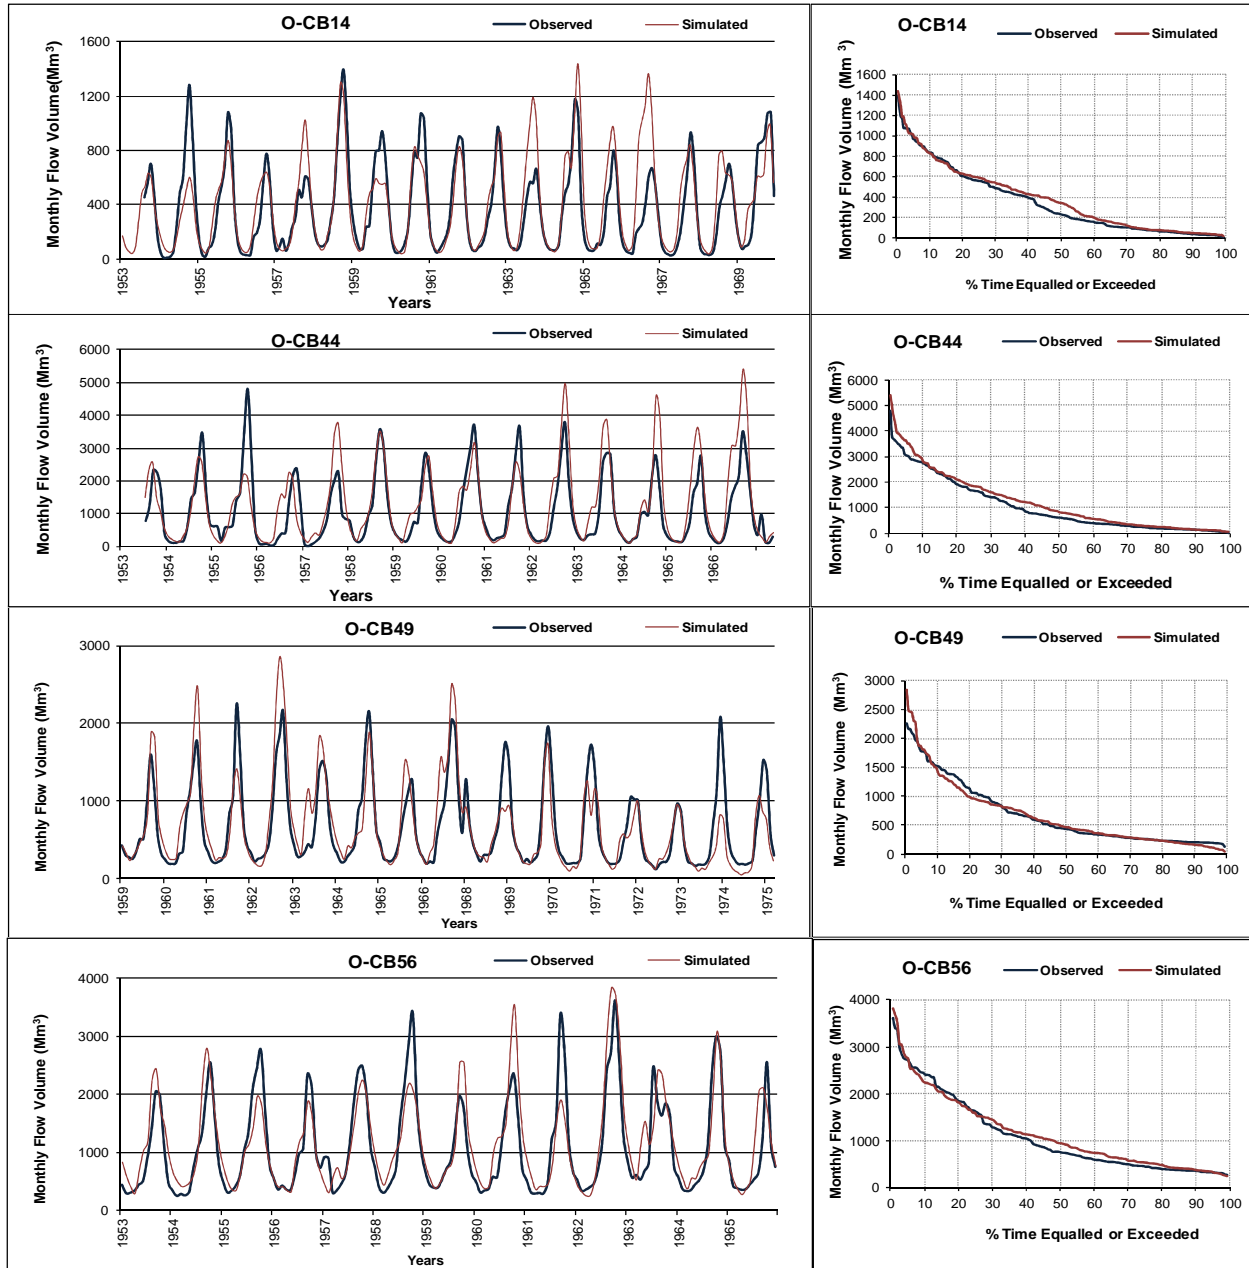 O-CB14
Observed
Simulated
Monthly Flow Volume(Mm³)
1600
1200
800
400
0
1953
1955
1957
1959
1961
1963
1965
1967
1969
Years
O-CB14
Observed
Simulated
Monthly Flow Volume (Mm³)
1600
1400
1200
1000
800
600
400
200
0
0 10 20 30 40 50 60 70 80 90 100
% Time Equalled or Exceeded
O-CB44
Observed
Simulated
Monthly Flow Volume (Mm³)
6000
5000
4000
3000
2000
1000
0
1953
1954
1955
1956
1957
1958
1959
1960
1961
1962
1963
1964
1965
1966
Years
O-CB44
Observed
Simulated
Monthly Flow Volume (Mm³)
6000
5000
4000
3000
2000
1000
0
0 10 20 30 40 50 60 70 80 90 100
% Time Equalled or Exceeded
O-CB49
Observed
Simulated
Monthly Flow Volume (Mm³)
3000
2000
1000
0
1959
1960
1961
1962
1963
1964
1965
1966
1968
1969
1970
1971
1972
1973
1974
1975
Years
O-CB49
Observed
Simulated
Monthly Flow Volume (Mm³)
3000
2500
2000
1500
1000
500
0
0 10 20 30 40 50 60 70 80 90 100
% Time Equalled or Exceeded
O-CB56
Observed
Simulated
Monthly Flow Volume (Mm³)
4000
3000
2000
1000
0
1953
1954
1955
1956
1957
1958
1959
1960
1961
1962
1963
1964
1965
Years
O-CB56
Observed
Simulated
Monthly Flow Volume (Mm³)
4000
3000
2000
1000
0
0 10 20 30 40 50 60 70 80 90 100
% Time Equalled or Exceeded